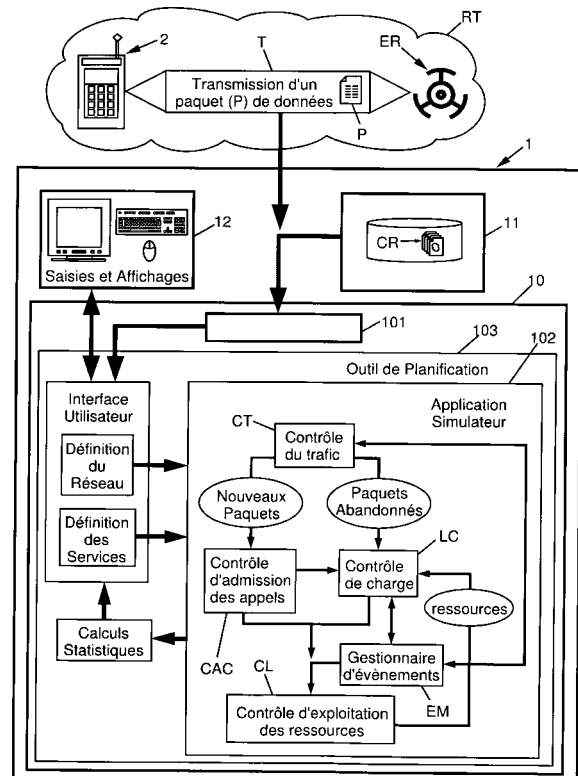 RT
2
T
ER
Transmission d'un
paquet (P) de données
P
1
12
Saisies et Affichages
CR
11
10
101
103
102
Outil de Planification
Interface
Utilisateur
Application
Simulateur
CT
Contrôle
du trafic
Définition
du
Réseau
Nouveaux
Paquets
Paquets
Abandonnés
LC
Définition
des
Services
Contrôle
d'admission
des appels
Contrôle
de charge
ressources
Calculs
Statistiques
CAC
CL
Gestionnaire
d'évènements
EM
Contrôle d'exploitation
des ressources